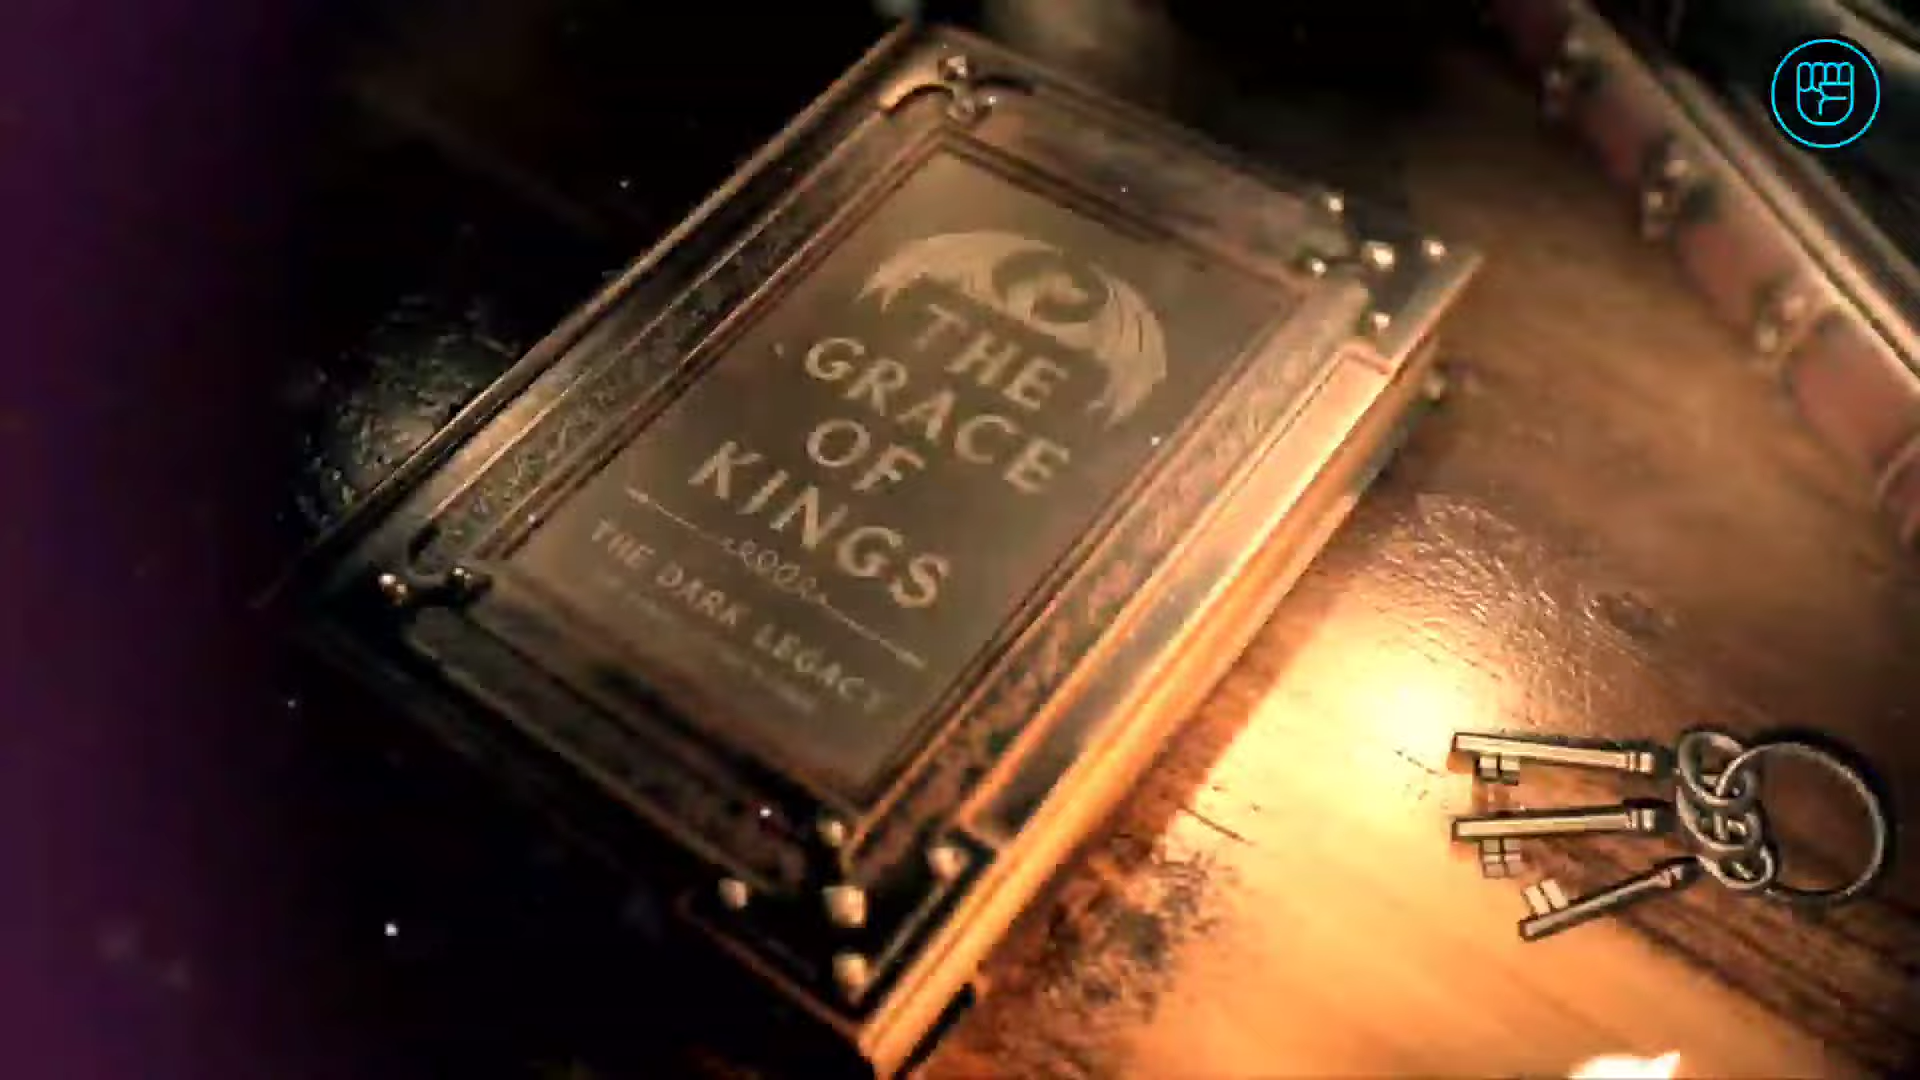 THE
GRACE
OF
KINGS
THE DARK LEGACY